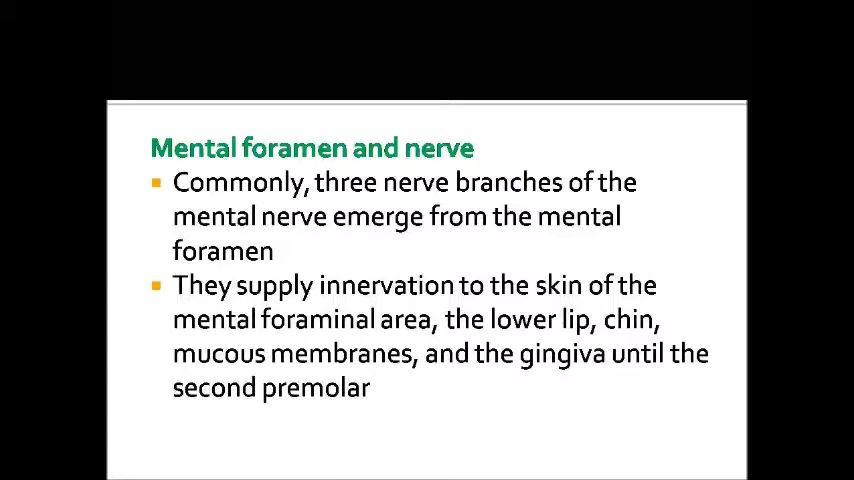 Mental foramen and nerve
Commonly, three nerve branches of the
mental nerve emerge from the mental
foramen
They supply innervation to the skin of the
mental foraminal area, the lower lip, chin,
mucous membranes, and the gingiva until the
second premolar